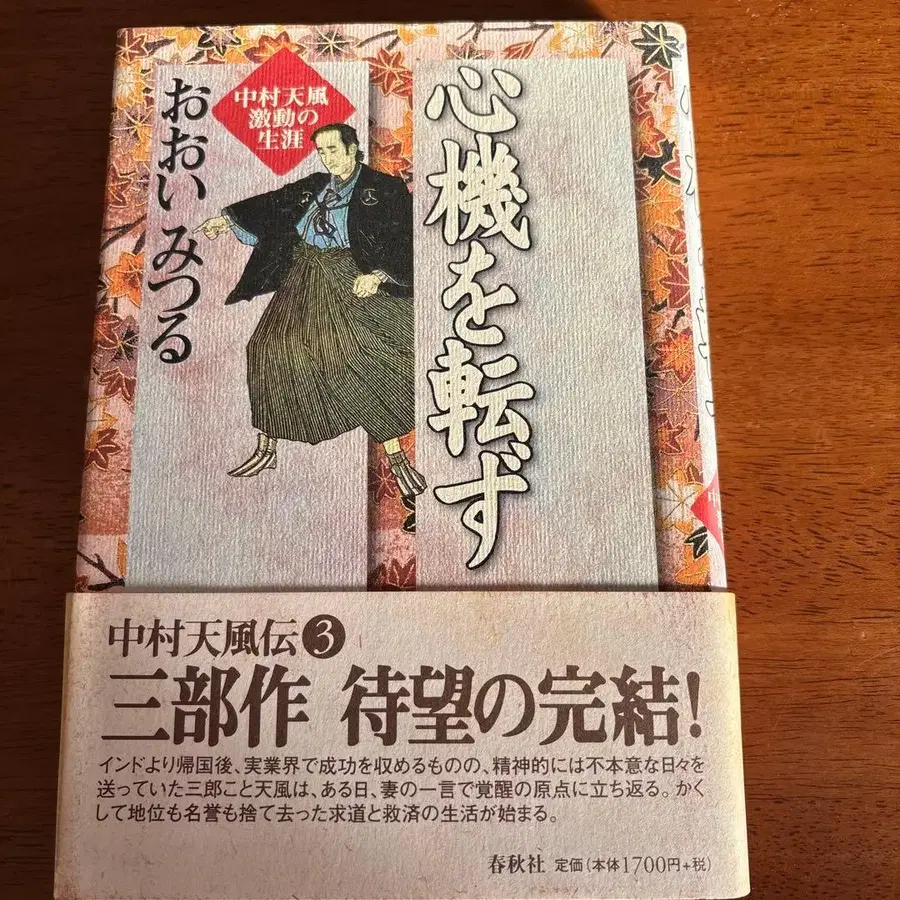 心機を転ず
中村天風
激動の
生涯
おおいみつる
中村天風伝3
三部作 待望の完結!
インドより帰国後、実業界で成功を収めるものの、精神的には不本意な日々を
送っていた三郎こと天風は、ある日、妻の一言で覚醒の原点に立ち返る。かく
して地位も名誉も捨て去った求道と救済の生活が始まる。
春秋社 定価(本体1700円+税)